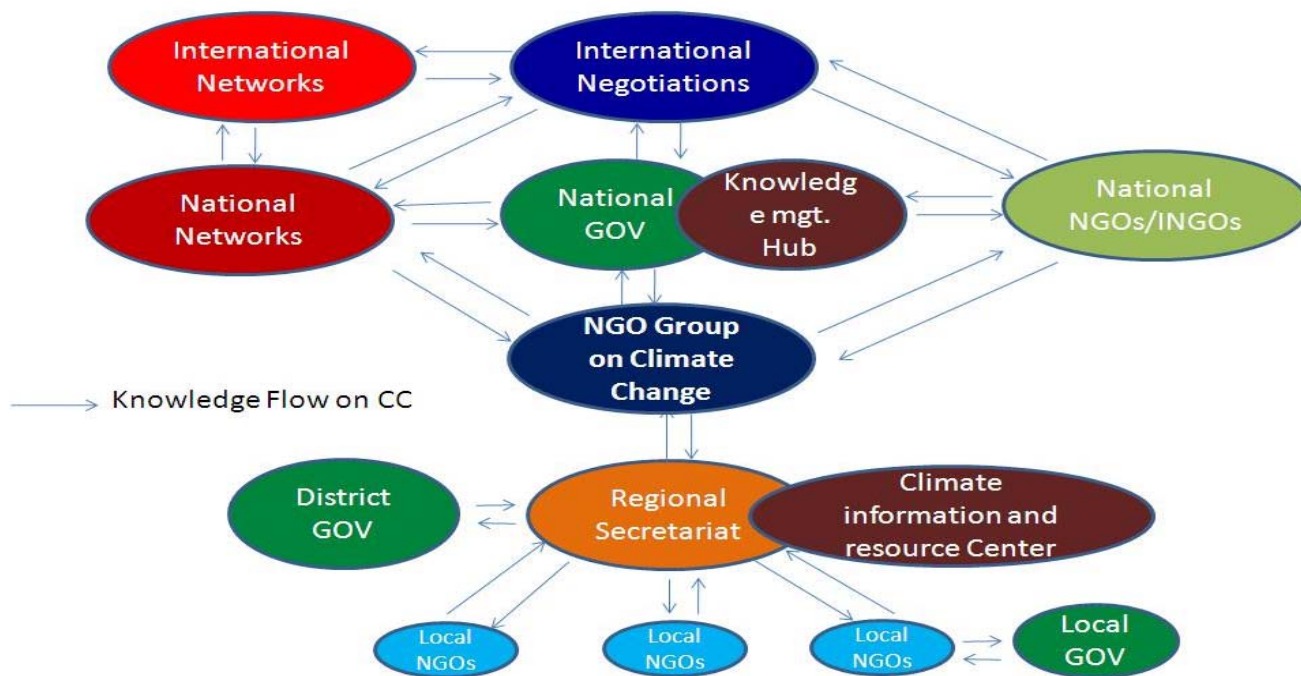 International
Networks
International
Negotiations
National
Networks
National
GOV
Knowledg
e mgt.
Hub
National
NGOs/INGOs
NGO Group
on Climate
Change
Knowledge Flow on CC
District
GOV
Regional
Secretariat
Climate
information and
resource Center
Local
NGOs
Local
NGOs
Local
NGOs
Local
GOV